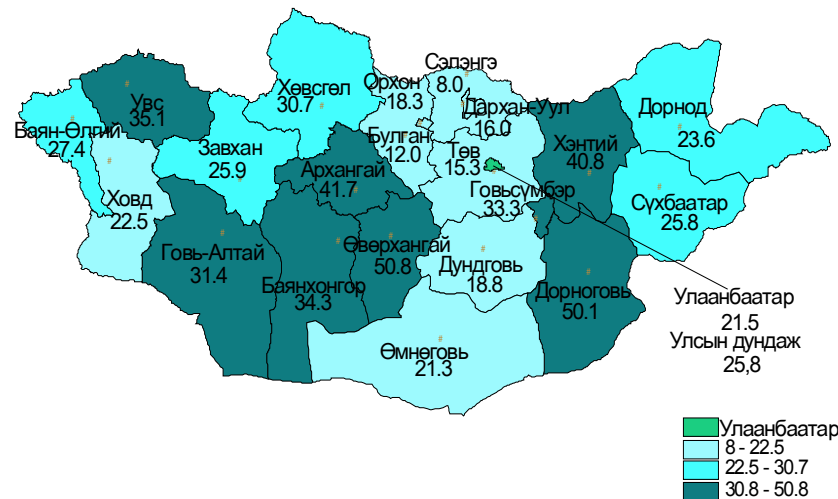 Сэлэнгэ
8.0
Хөвсгөл
30.7
Орхон
18.3
Дархан-Уул
16.0
Увс
35.1
Дорнод
23.6
Баян-Өлгий
27.4
Завхан
25.9
Булган
12.0
Төв
15.3
Хэнтий
40.8
Архангай
41.7
Ховд
22.5
Говьсүмбэр
33.3
Сүхбаатар
25.8
Говь-Алтай
31.4
Өвөрхангай
50.8
Баянхонгор
34.3
Дундговь
18.8
Дорноговь
50.1
Улаанбаатар
21.5
Улсын дундаж
25,8
Өмнөговь
21.3
Улаанбаатар
8 - 22.5
22.5 - 30.7
30.8 - 50.8